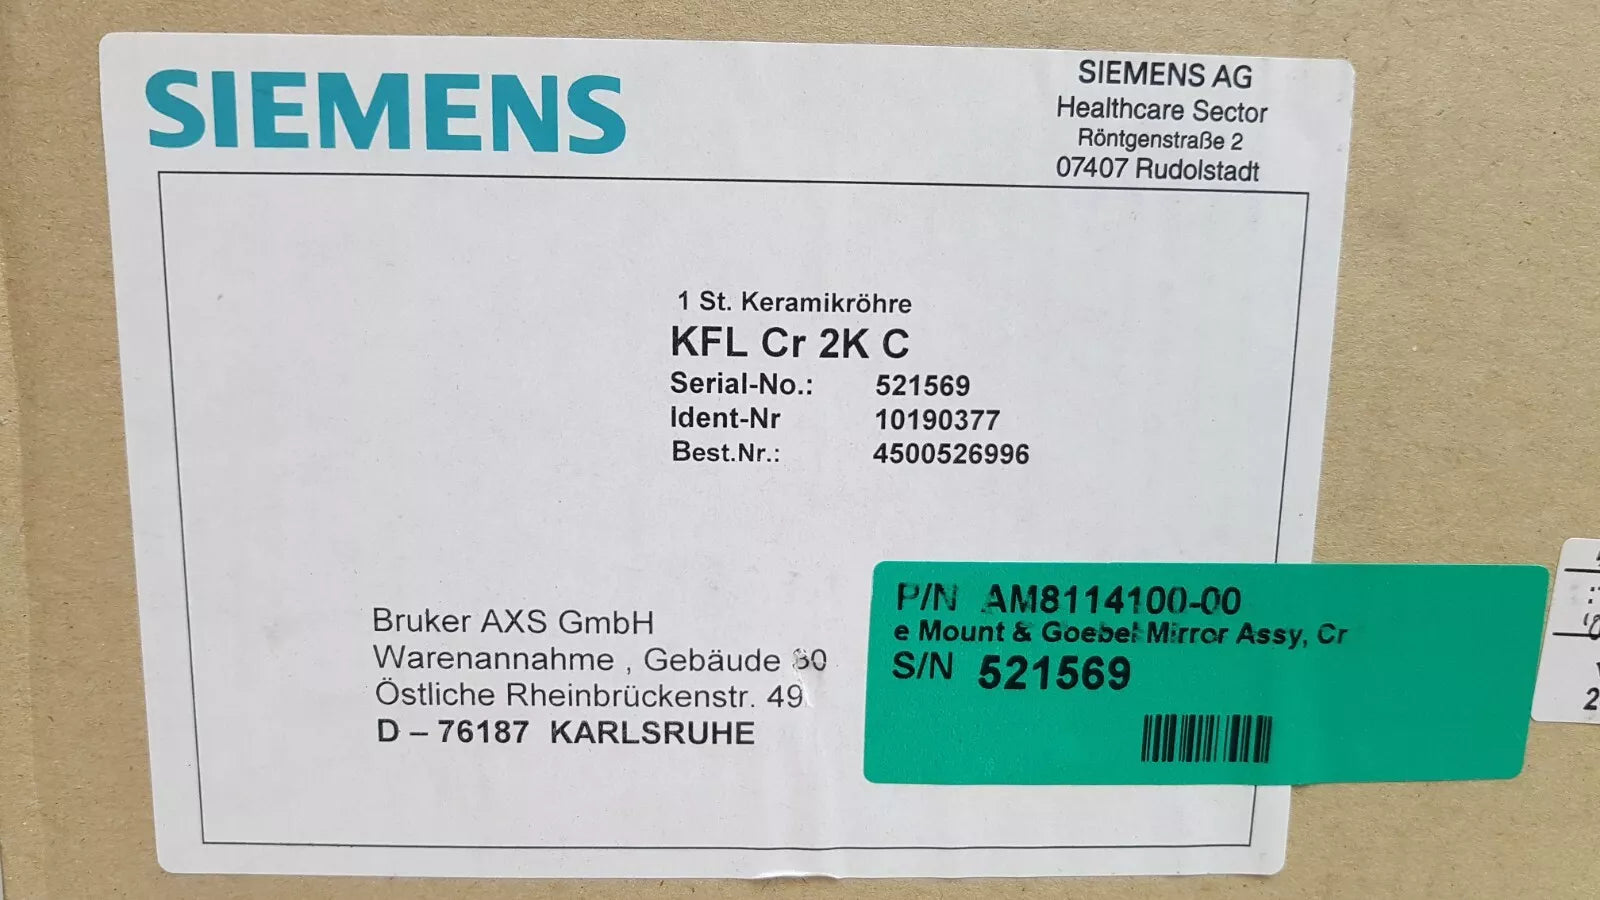 SIEMENS
SIEMENS AG
Healthcare Sector
Röntgenstraße 2
07407 Rudolstadt
1 St. Keramikröhre
KFL Cr 2K C
Serial-No.: 521569
Ident-Nr 10190377
Best.Nr.: 4500526996
Bruker AXS GmbH
Warenannahme , Gebäude
Östliche Rheinbrückenstr. 49
D – 76187 KARLSRUHE
P/N AM8114100-00
e Mount & Goebel Mirror Assy, Cr
S/N 521569